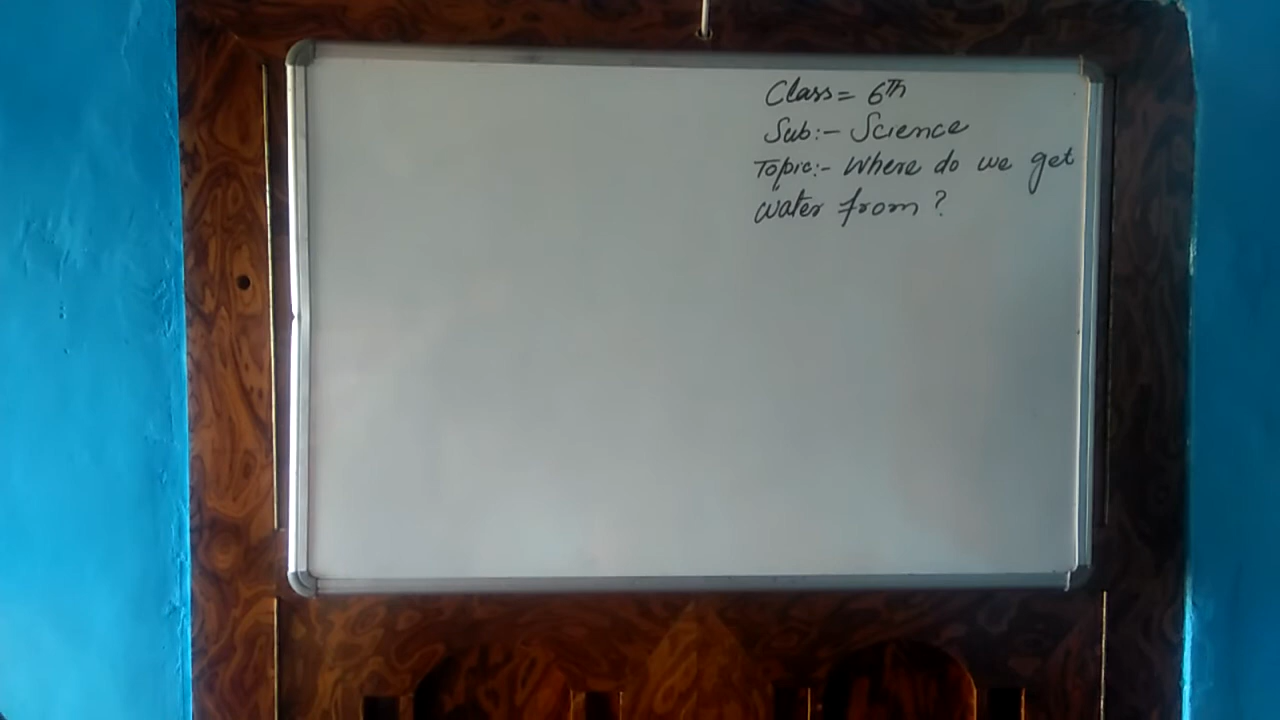 Class = 6th
Sub:- Science
Topic:- Where do we get
water from ?